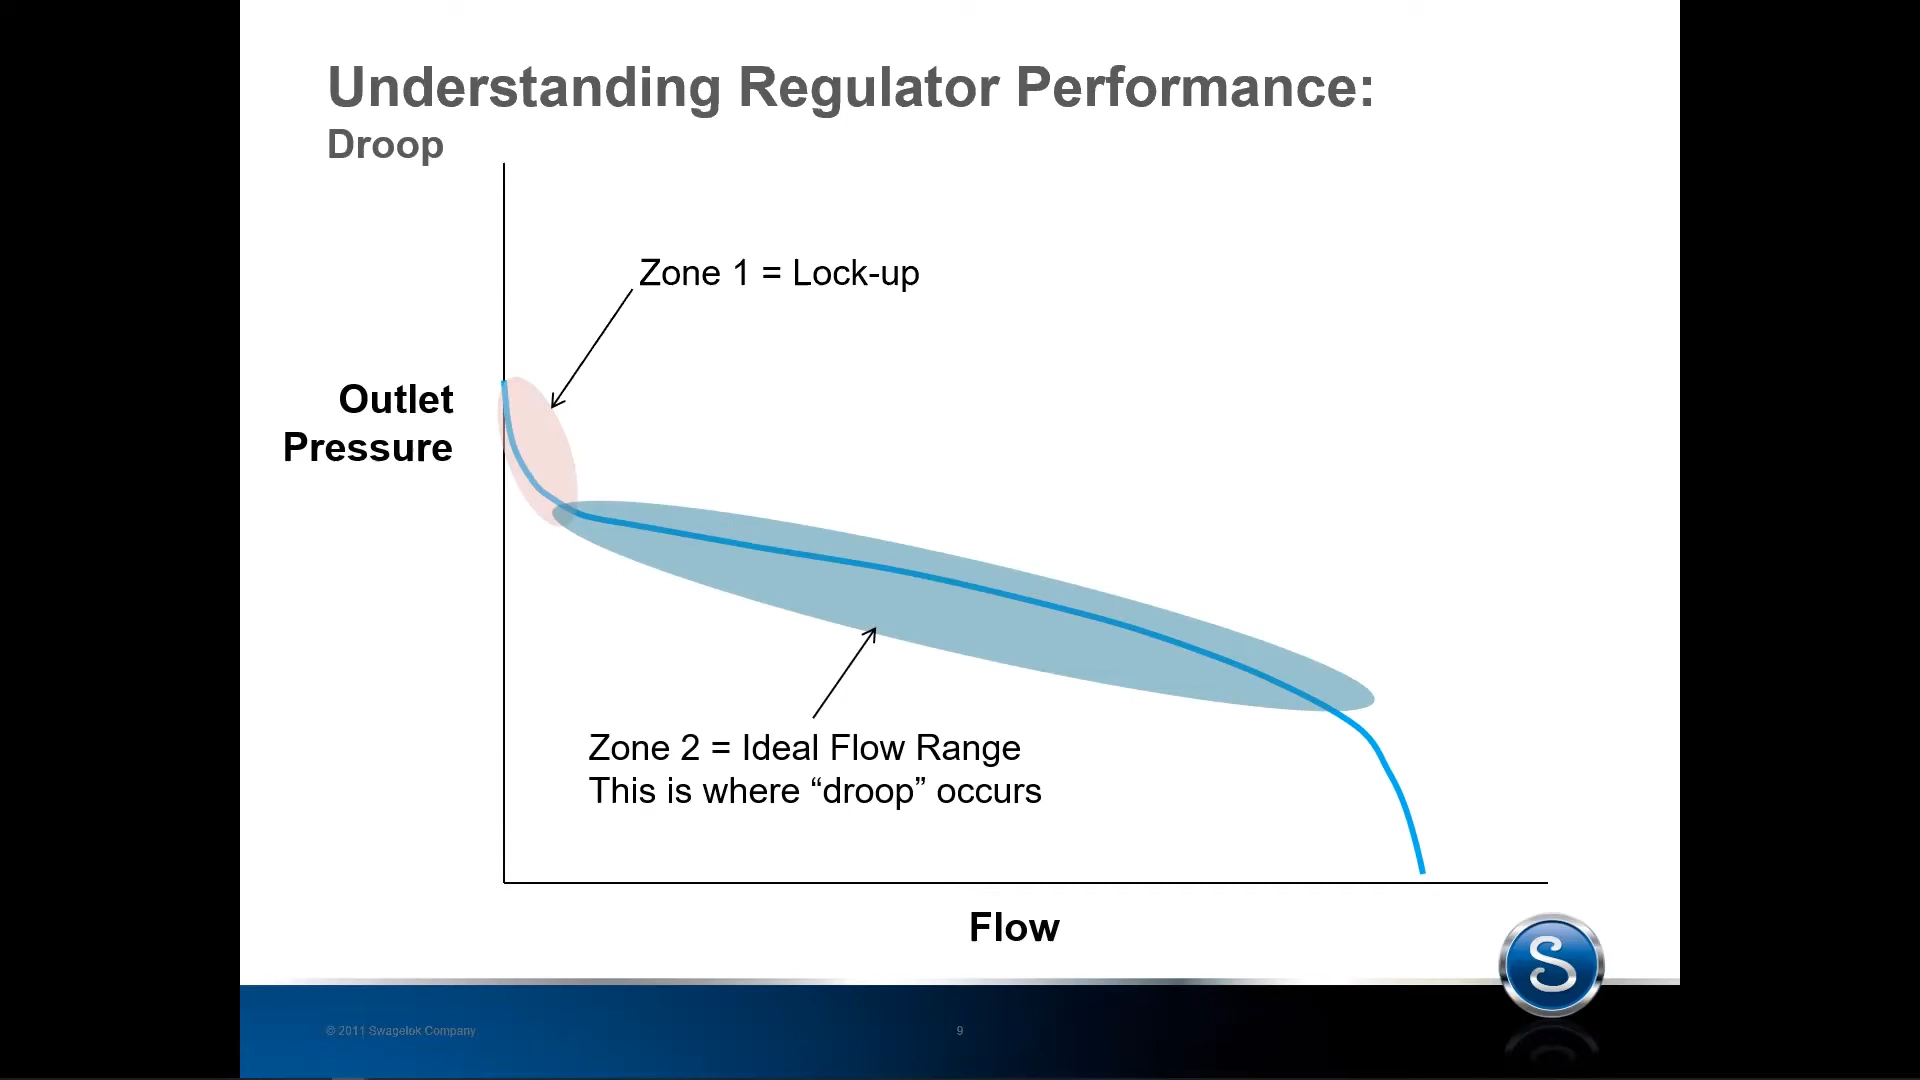 Understanding Regulator Performance:
Droop
Zone 1 = Lock-up
Outlet
Pressure
Zone 2 = Ideal Flow Range
This is where “droop” occurs
Flow
S
© 2011 Swagelok Company
9